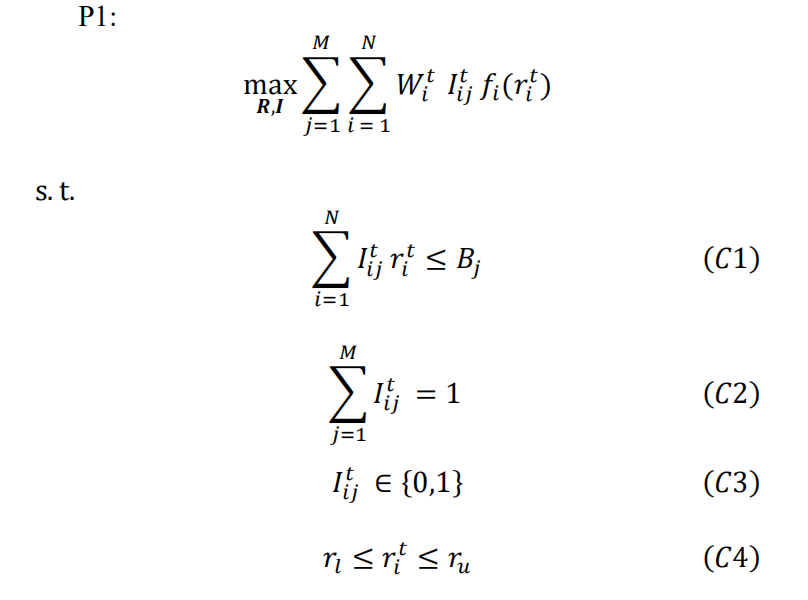 P1:
M N
max ∑ ∑ W_i^t I_{ij}^t f_i(r_i^t)
R,I j=1 i = 1
s. t.
N
∑ I_{ij}^t r_i^t ≤ B_j (C1)
i=1
M
∑ I_{ij}^t = 1 (C2)
j=1
I_{ij}^t ∈ {0,1} (C3)
r_l ≤ r_i^t ≤ r_u (C4)